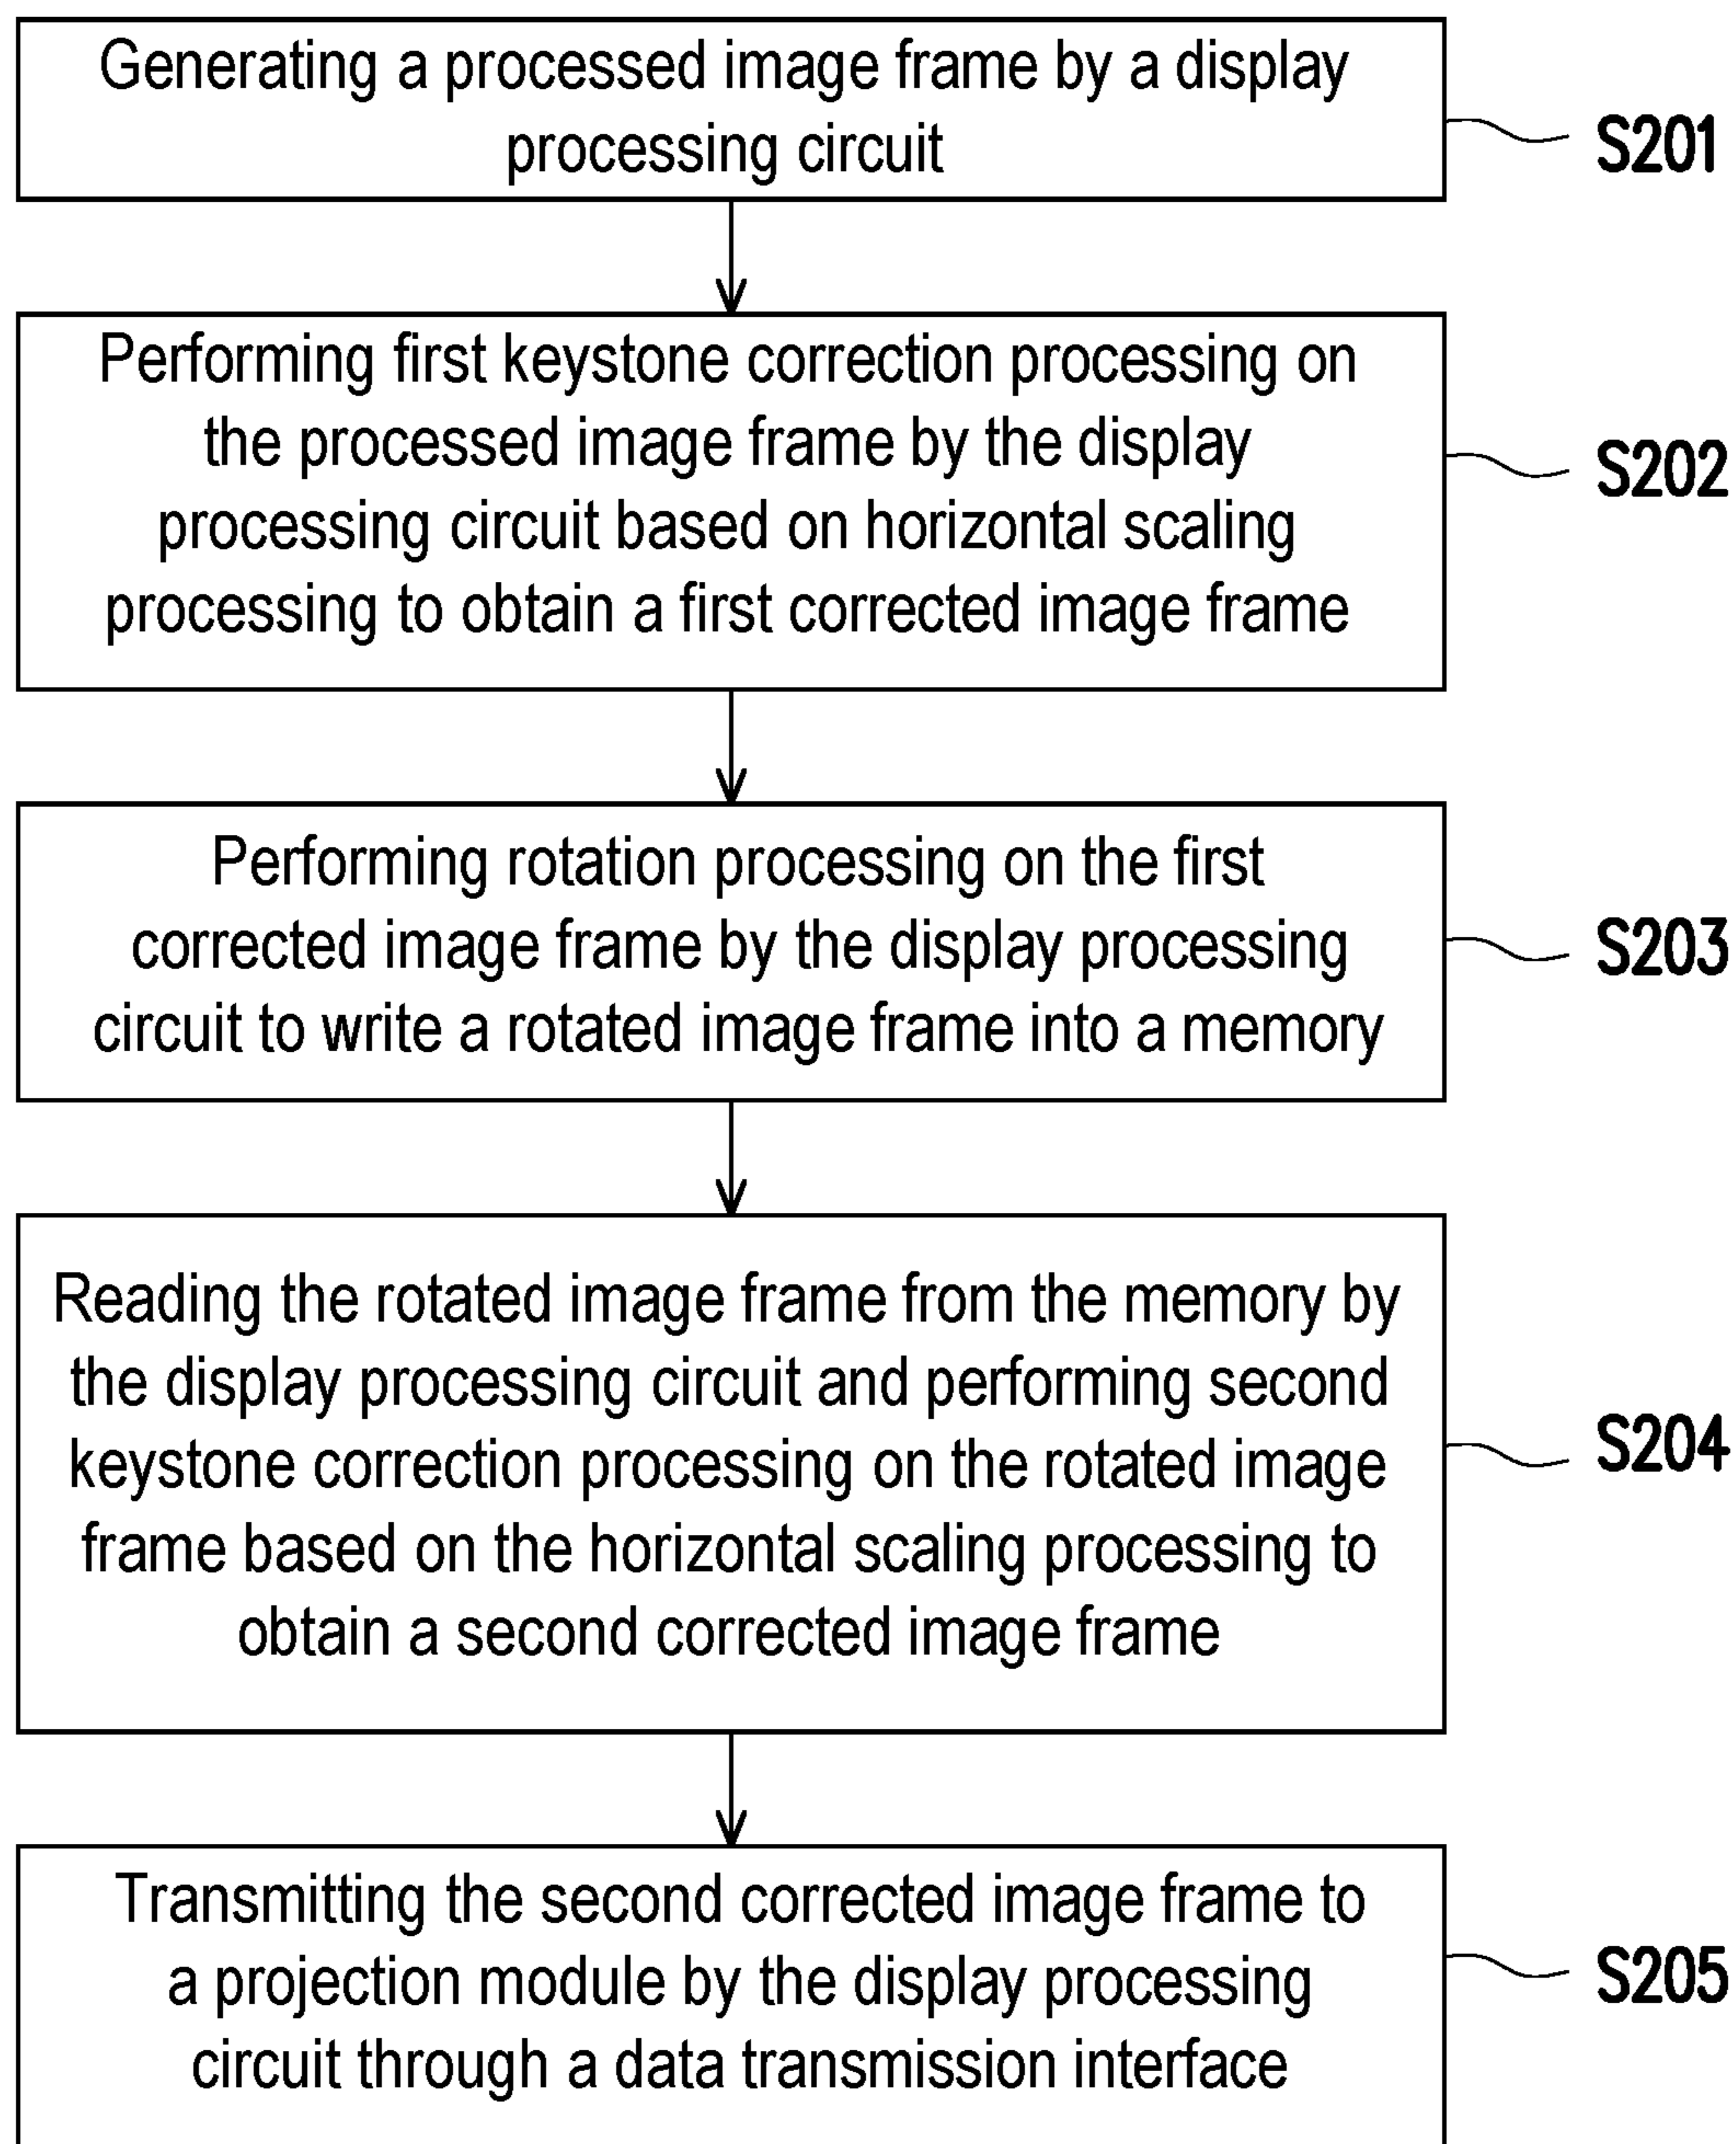 Generating a processed image frame by a display
processing circuit
S201
Performing first keystone correction processing on
the processed image frame by the display
processing circuit based on horizontal scaling
processing to obtain a first corrected image frame
S202
Performing rotation processing on the first
corrected image frame by the display processing
circuit to write a rotated image frame into a memory
S203
Reading the rotated image frame from the memory by
the display processing circuit and performing second
keystone correction processing on the rotated image
frame based on the horizontal scaling processing to
obtain a second corrected image frame
S204
Transmitting the second corrected image frame to
a projection module by the display processing
circuit through a data transmission interface
S205